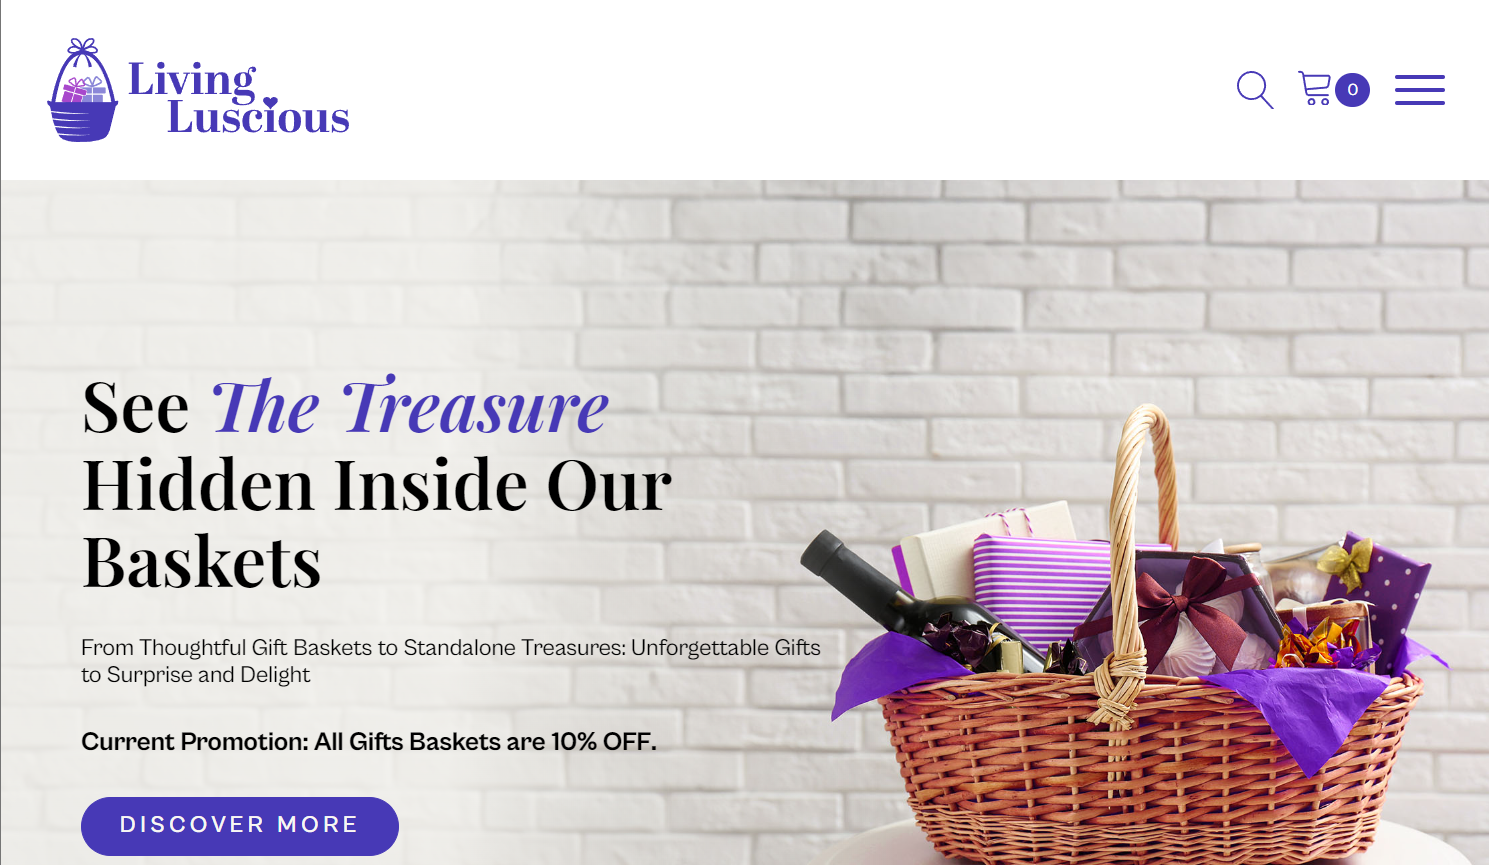 Living
Luscious
0
See The Treasure
Hidden Inside Our
Baskets
From Thoughtful Gift Baskets to Standalone Treasures: Unforgettable Gifts
to Surprise and Delight
Current Promotion: All Gifts Baskets are 10% OFF.
DISCOVER MORE